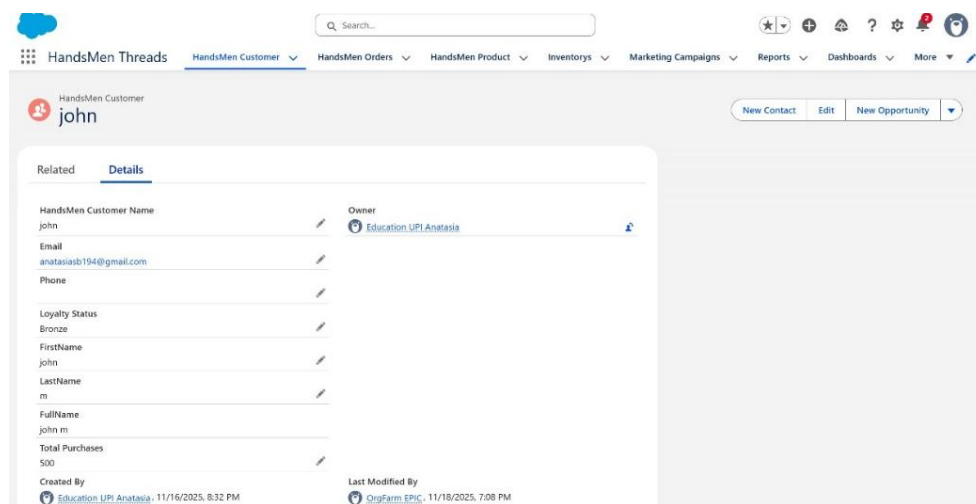 Search...
2
HandsMen Threads HandsMen Customer HandsMen Orders HandsMen Product Inventorys Marketing Campaigns Reports Dashboards More
HandsMen Customer
john
New Contact Edit New Opportunity
Related Details
HandsMen Customer Name Owner
john Education UPI Anatasia
Email
anatasiasb194@gmail.com
Phone
Loyalty Status
Bronze
FirstName
john
LastName
m
FullName
john m
Total Purchases
500
Created By Last Modified By
Education UPI Anatasia, 11/16/2025, 8:32 PM OrgFarm EPIC, 11/18/2025, 7:08 PM